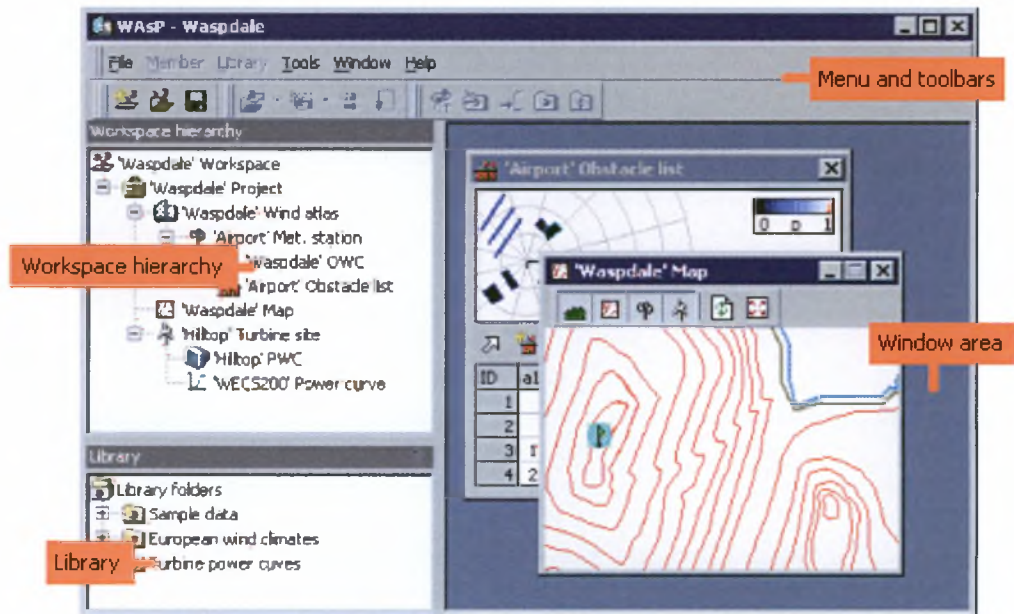 WAsP - Waspdale
File Member Library Tools Window Help
Menu and toolbars
Workspace hierarchy
'Waspdale' Workspace
'Waspdale' Project
'Waspdale' Wind atlas
'Airport' Met. station
'Waspdale' OWC
'Airport' Obstacle list
'Waspdale' Map
'Hilltop' Turbine site
'Hilltop' PWC
'WECS200' Power curve
Workspace hierarchy
Library
Library folders
Sample data
European wind climates
Turbine power curves
Library
'Airport' Obstacle list
0 p 1
ID a1
1
2
3
4 2
'Waspdale' Map
Window area